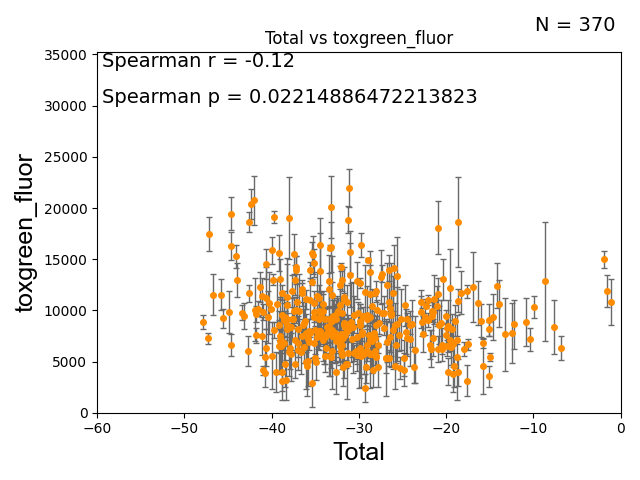 N = 370
Total vs toxgreen_fluor
Spearman r = -0.12
Spearman p = 0.02214886472213823
35000
30000
25000
20000
15000
10000
5000
0
toxgreen_fluor
−60 −50 −40 −30 −20 −10 0
Total